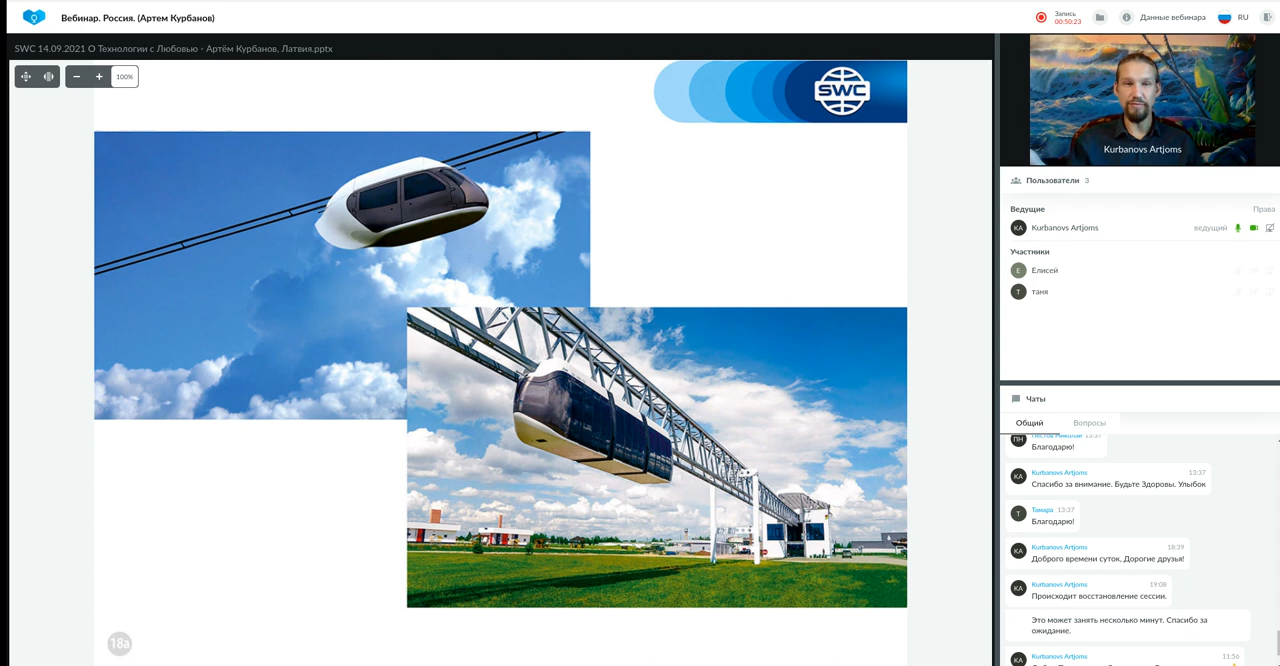 Вебинар. Россия. (Артем Курбанов)
Запись
00:50:23
Данные вебинара
RU
SWC 14.09.2021 О Технологии с Любовью - Артём Курбанов, Латвия.pptx
100%
SWC
18a
Kurbanovs Artjoms
Пользователи 3
Ведущие
Права
KA
Kurbanovs Artjoms
ведущий
Участники
Е
Елисей
Т
таня
Чаты
Общий
Вопросы
ПН
13:37
Благодарю!
KA
Kurbanovs Artjoms
13:37
Спасибо за внимание. Будьте Здоровы. Улыбок
Т
Тамара 13:37
Благодарю!
KA
Kurbanovs Artjoms
18:39
Доброго времени суток, Дорогие друзья!
KA
Kurbanovs Artjoms
19:08
Происходит восстановление сессии.
Это может занять несколько минут. Спасибо за
ожидание.
KA
Kurbanovs Artjoms
11:56